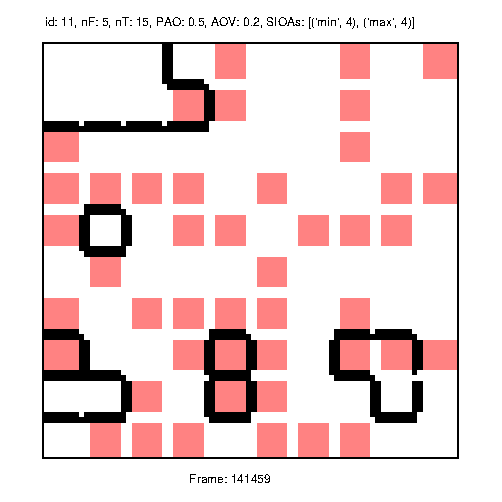 id: 11, nF: 5, nT: 15, PAO: 0.5, AOV: 0.2, SIOAs: [('min', 4), ('max', 4)]
Frame: 141459